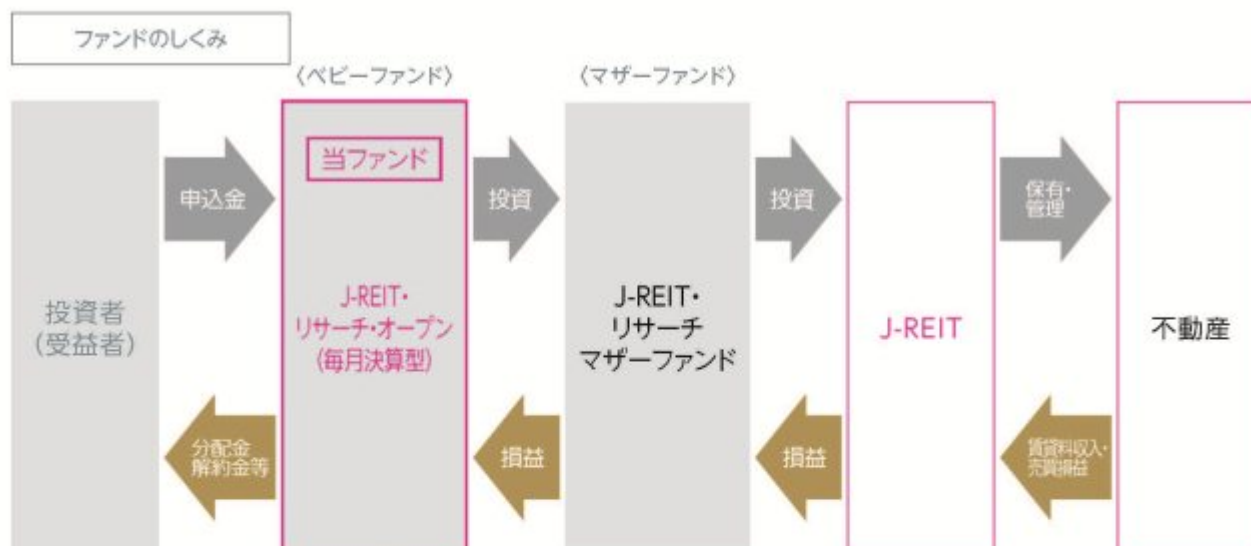 ファンドのしくみ
〈ベビーファンド〉
〈マザーファンド〉
投資者
(受益者)
申込金
分配金
解約金等
当ファンド
J-REIT・
リサーチ・オープン
(毎月決算型)
投資
損益
J-REIT・
リサーチ
マザーファンド
投資
損益
J-REIT
保有・
管理
賃貸料収入・
売買損益
不動産